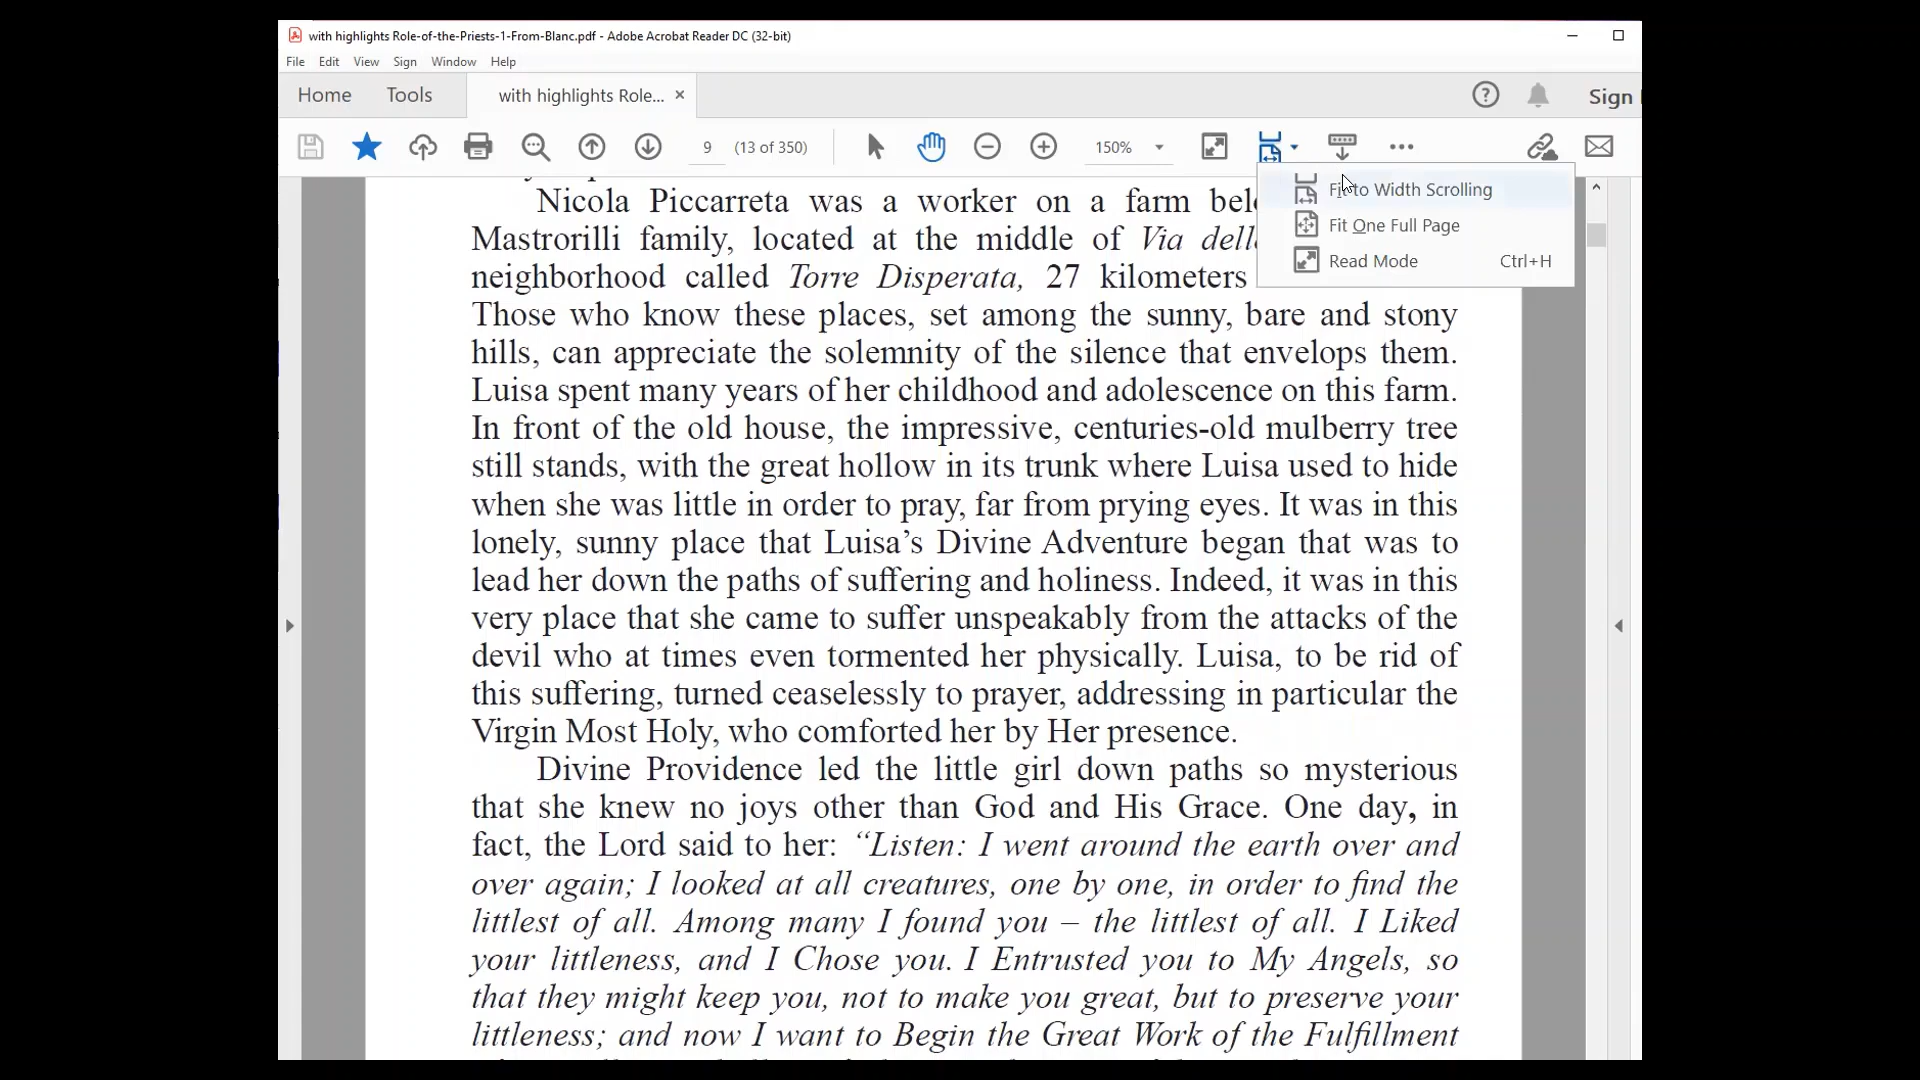 with highlights Role-of-the-Priests-1-From-Blanc.pdf - Adobe Acrobat Reader DC (32-bit)
File Edit View Sign Window Help
Home Tools with highlights Role... × Sign
9 (13 of 350) 150%
Fit to Width Scrolling
Fit One Full Page
Read Mode Ctrl+H
Nicola Piccarreta was a worker on a farm
Mastrorilli family, located at the middle of Via
neighborhood called Torre Disperata, 27 kilometers
Those who know these places, set among the sunny, bare and stony
hills, can appreciate the solemnity of the silence that envelops them.
Luisa spent many years of her childhood and adolescence on this farm.
In front of the old house, the impressive, centuries-old mulberry tree
still stands, with the great hollow in its trunk where Luisa used to hide
when she was little in order to pray, far from prying eyes. It was in this
lonely, sunny place that Luisa’s Divine Adventure began that was to
lead her down the paths of suffering and holiness. Indeed, it was in this
very place that she came to suffer unspeakably from the attacks of the
devil who at times even tormented her physically. Luisa, to be rid of
this suffering, turned ceaselessly to prayer, addressing in particular the
Virgin Most Holy, who comforted her by Her presence.
Divine Providence led the little girl down paths so mysterious
that she knew no joys other than God and His Grace. One day, in
fact, the Lord said to her: “Listen: I went around the earth over and
over again; I looked at all creatures, one by one, in order to find the
littlest of all. Among many I found you – the littlest of all. I Liked
your littleness, and I Chose you. I Entrusted you to My Angels, so
that they might keep you, not to make you great, but to preserve your
littleness; and now I want to Begin the Great Work of the Fulfillment